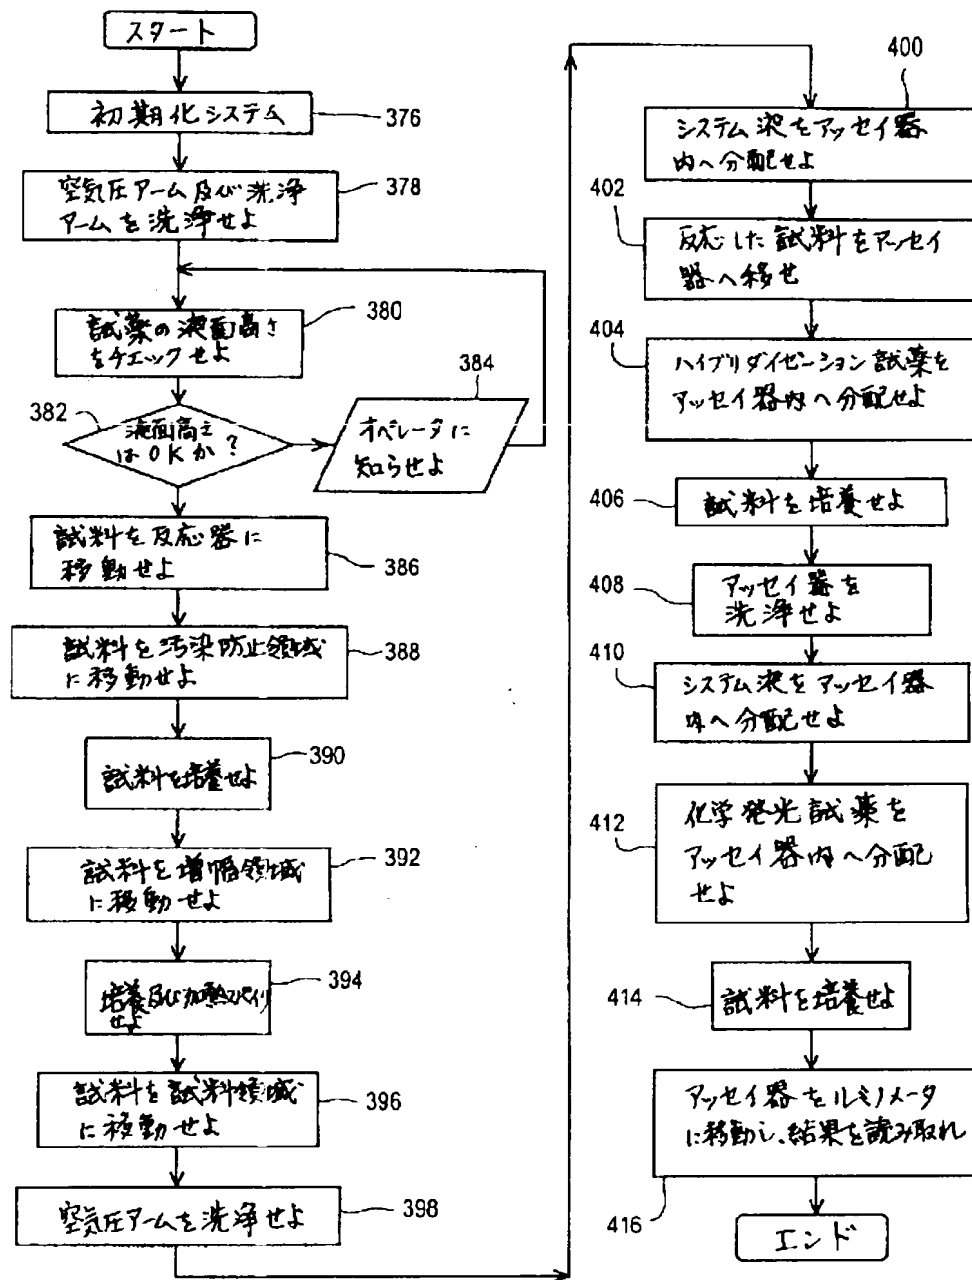 スタート
初期化システム
376
空気圧アーム及び洗浄
アームを洗浄せよ
378
試薬の液面高さ
をチェックせよ
380
382
液面高さ
はOKか?
384
オペレータに
知らせよ
試料を反応器に
移動せよ
386
試料を汚染防止領域
に移動せよ
388
試料を培養せよ
390
試料を増幅領域
に移動せよ
392
培養及び加熱
せよ
394
試料を試料領域
に移動せよ
396
空気圧アームを洗浄せよ
398
400
システム液をアッセイ器
内へ分配せよ
402
反応した試料をアッセイ
器へ移せ
404
ハイブリダイゼーション試薬を
アッセイ器内へ分配せよ
406
試料を培養せよ
408
アッセイ器を
洗浄せよ
410
システム液をアッセイ器
内へ分配せよ
412
化学発光試薬を
アッセイ器内へ分配
せよ
414
試料を培養せよ
アッセイ器をルミノメータ
に移動し、結果を読み取れ
416
エンド